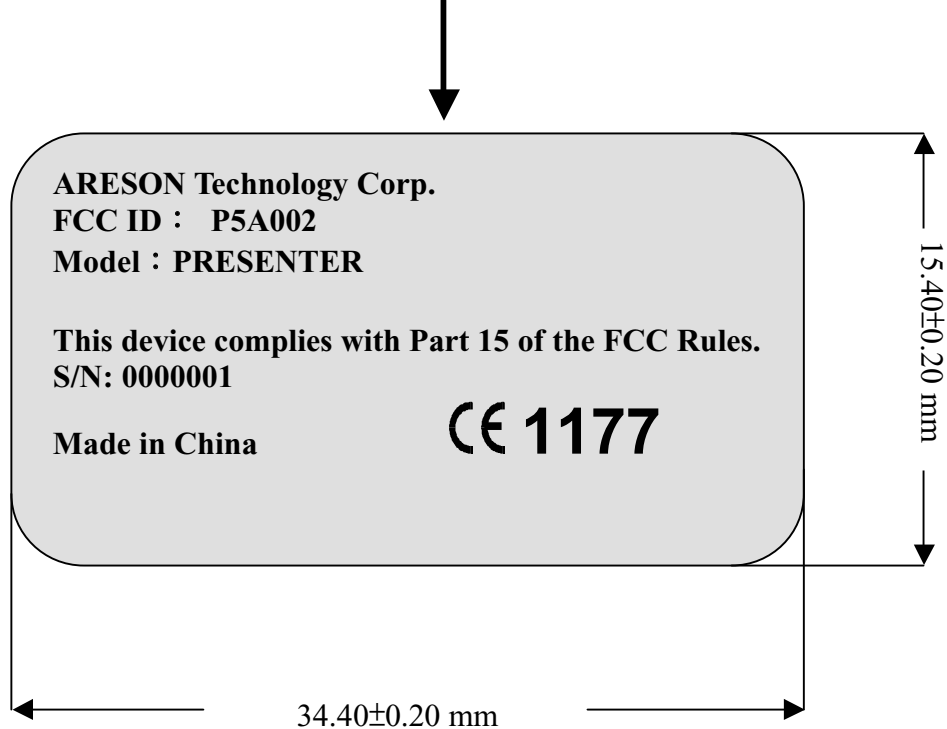 ARESON Technology Corp.
FCC ID： P5A002
Model：PRESENTER
This device complies with Part 15 of the FCC Rules.
S/N: 0000001
Made in China
CE 1177
15.40±0.20 mm
34.40±0.20 mm